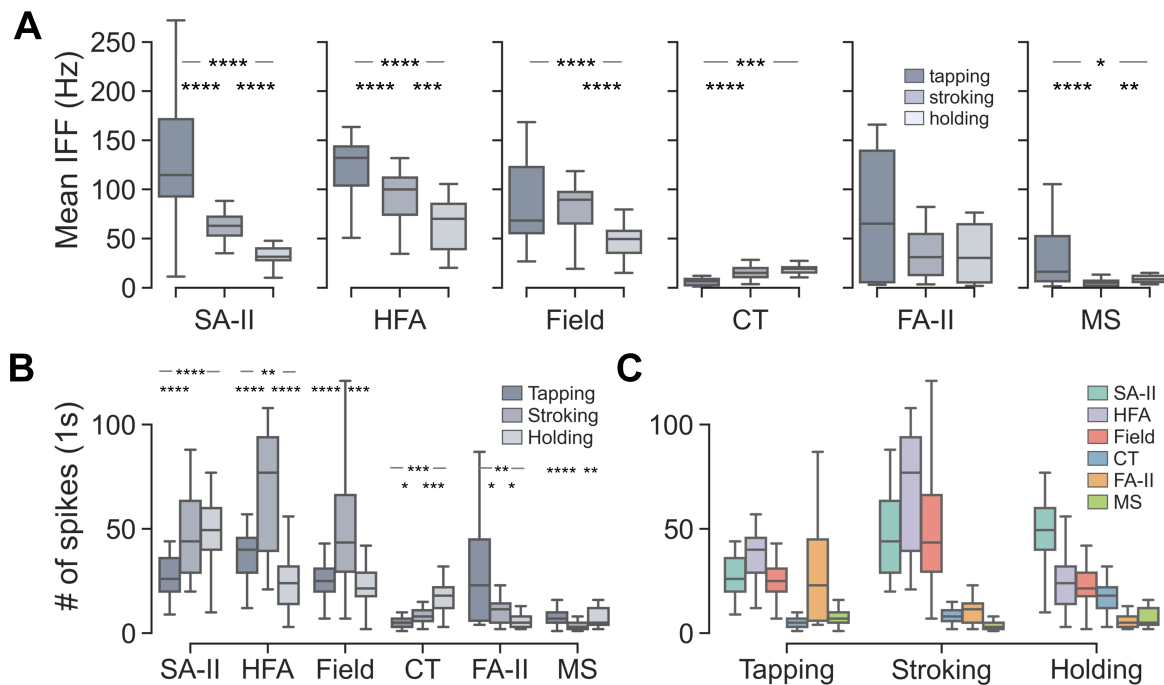 A
Mean IFF (Hz)
250
200
150
100
50
0
**** **** *** *
**** **** **** *** **** **** **** **
****
tapping
stroking
holding
SA-II HFA Field CT FA-II MS
B
# of spikes (1s)
100
50
0
**** **
**** **** **** **** ***
*** ** **** **
* *** * *
Tapping
Stroking
Holding
SA-II HFA Field CT FA-II MS
C
100
50
0
SA-II
HFA
Field
CT
FA-II
MS
Tapping Stroking Holding